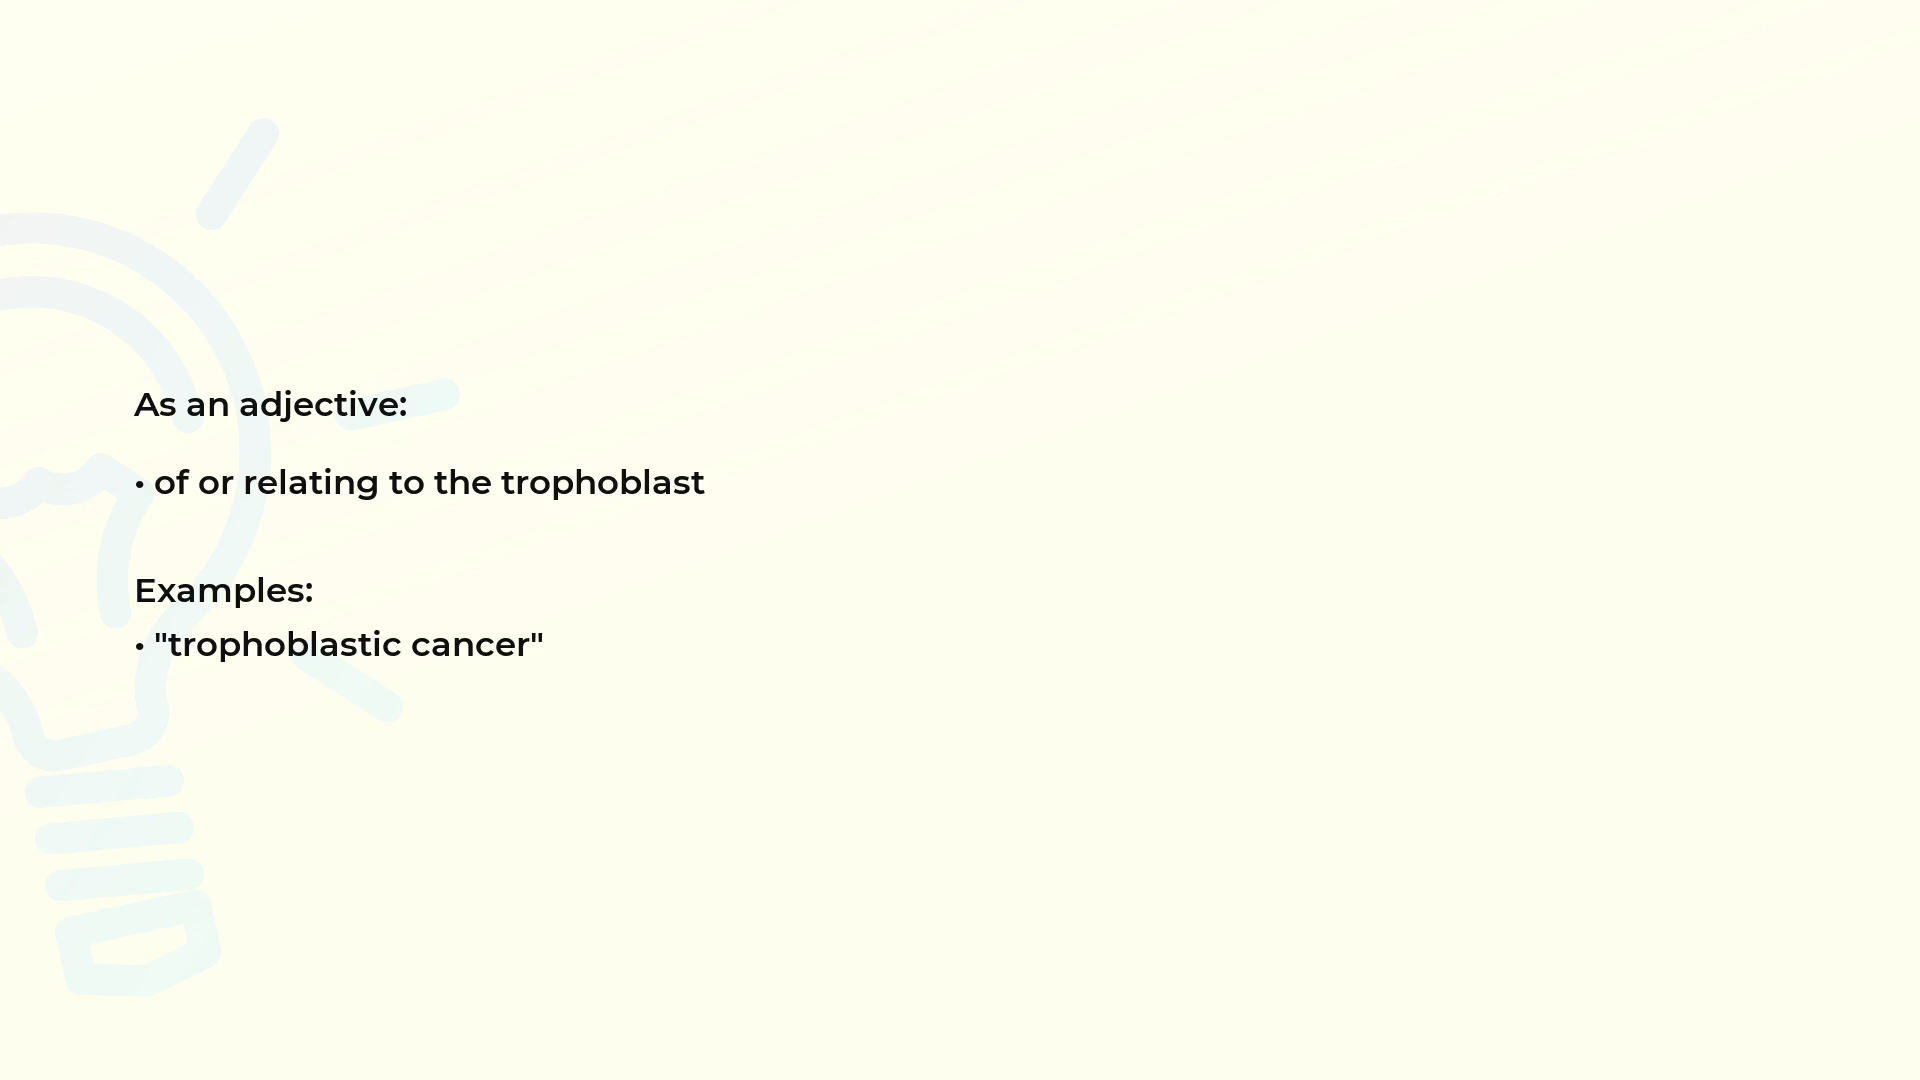 As an adjective:
• of or relating to the trophoblast
Examples:
• "trophoblastic cancer"